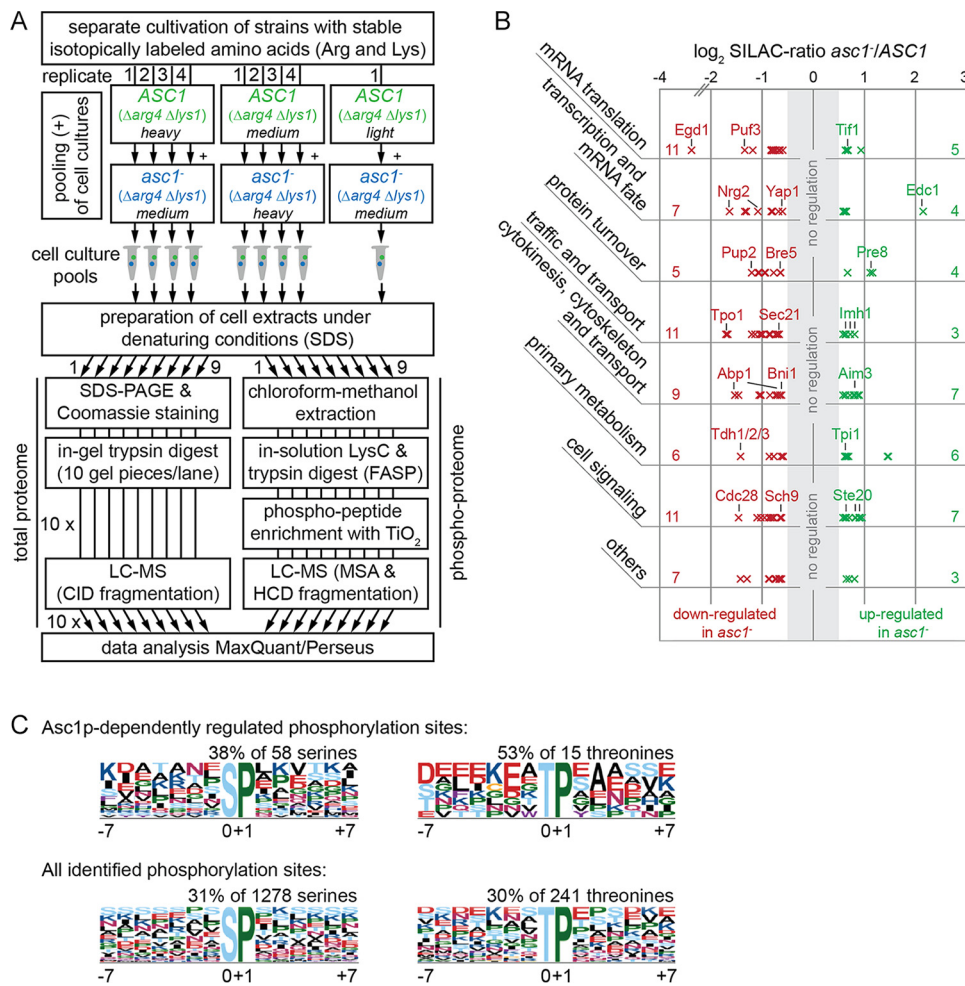 A
separate cultivation of strains with stable
isotopically labeled amino acids (Arg and Lys)
replicate 1 2 3 4 1 2 3 4 1
pooling (+)
of cell cultures
ASC1
(Δarg4 Δlys1)
heavy
ASC1
(Δarg4 Δlys1)
medium
ASC1
(Δarg4 Δlys1)
light
+ + +
asc1-
(Δarg4 Δlys1)
medium
asc1-
(Δarg4 Δlys1)
heavy
asc1-
(Δarg4 Δlys1)
medium
cell culture
pools
preparation of cell extracts under
denaturing conditions (SDS)
1 9 1 9
total proteome
SDS-PAGE &
Coomassie staining
in-gel trypsin digest
(10 gel pieces/lane)
10 x
LC-MS
(CID fragmentation)
10 x
chloroform-methanol
extraction
in-solution LysC &
trypsin digest (FASP)
phospho-peptide
enrichment with TiO2
LC-MS (MSA &
HCD fragmentation)
phospho-proteome
data analysis MaxQuant/Perseus
B
log2 SILAC-ratio asc1-/ASC1
-4 -2 -1 0 1 2 3
mRNA translation
Egd1 Puf3 Tif1
11 5
transcription and
mRNA fate
Nrg2 Yap1 Edc1
7 4
protein turnover
Pup2 Bre5 Pre8
5 4
traffic and transport
Tpo1 Sec21 Imh1
11 3
cytokinesis, cytoskeleton
and transport
Abp1 Bni1 Aim3
9 7
primary metabolism
Tdh1/2/3 Tpi1
6 6
cell signaling
Cdc28 Sch9 Ste20
11 7
others
7 3
no regulation
no regulation
no regulation
down-regulated
in asc1-
up-regulated
in asc1-
C
Asc1p-dependently regulated phosphorylation sites:
38% of 58 serines
SP
-7 0+1 +7
53% of 15 threonines
TP
-7 0+1 +7
All identified phosphorylation sites:
31% of 1278 serines
SP
-7 0+1 +7
30% of 241 threonines
TP
-7 0+1 +7